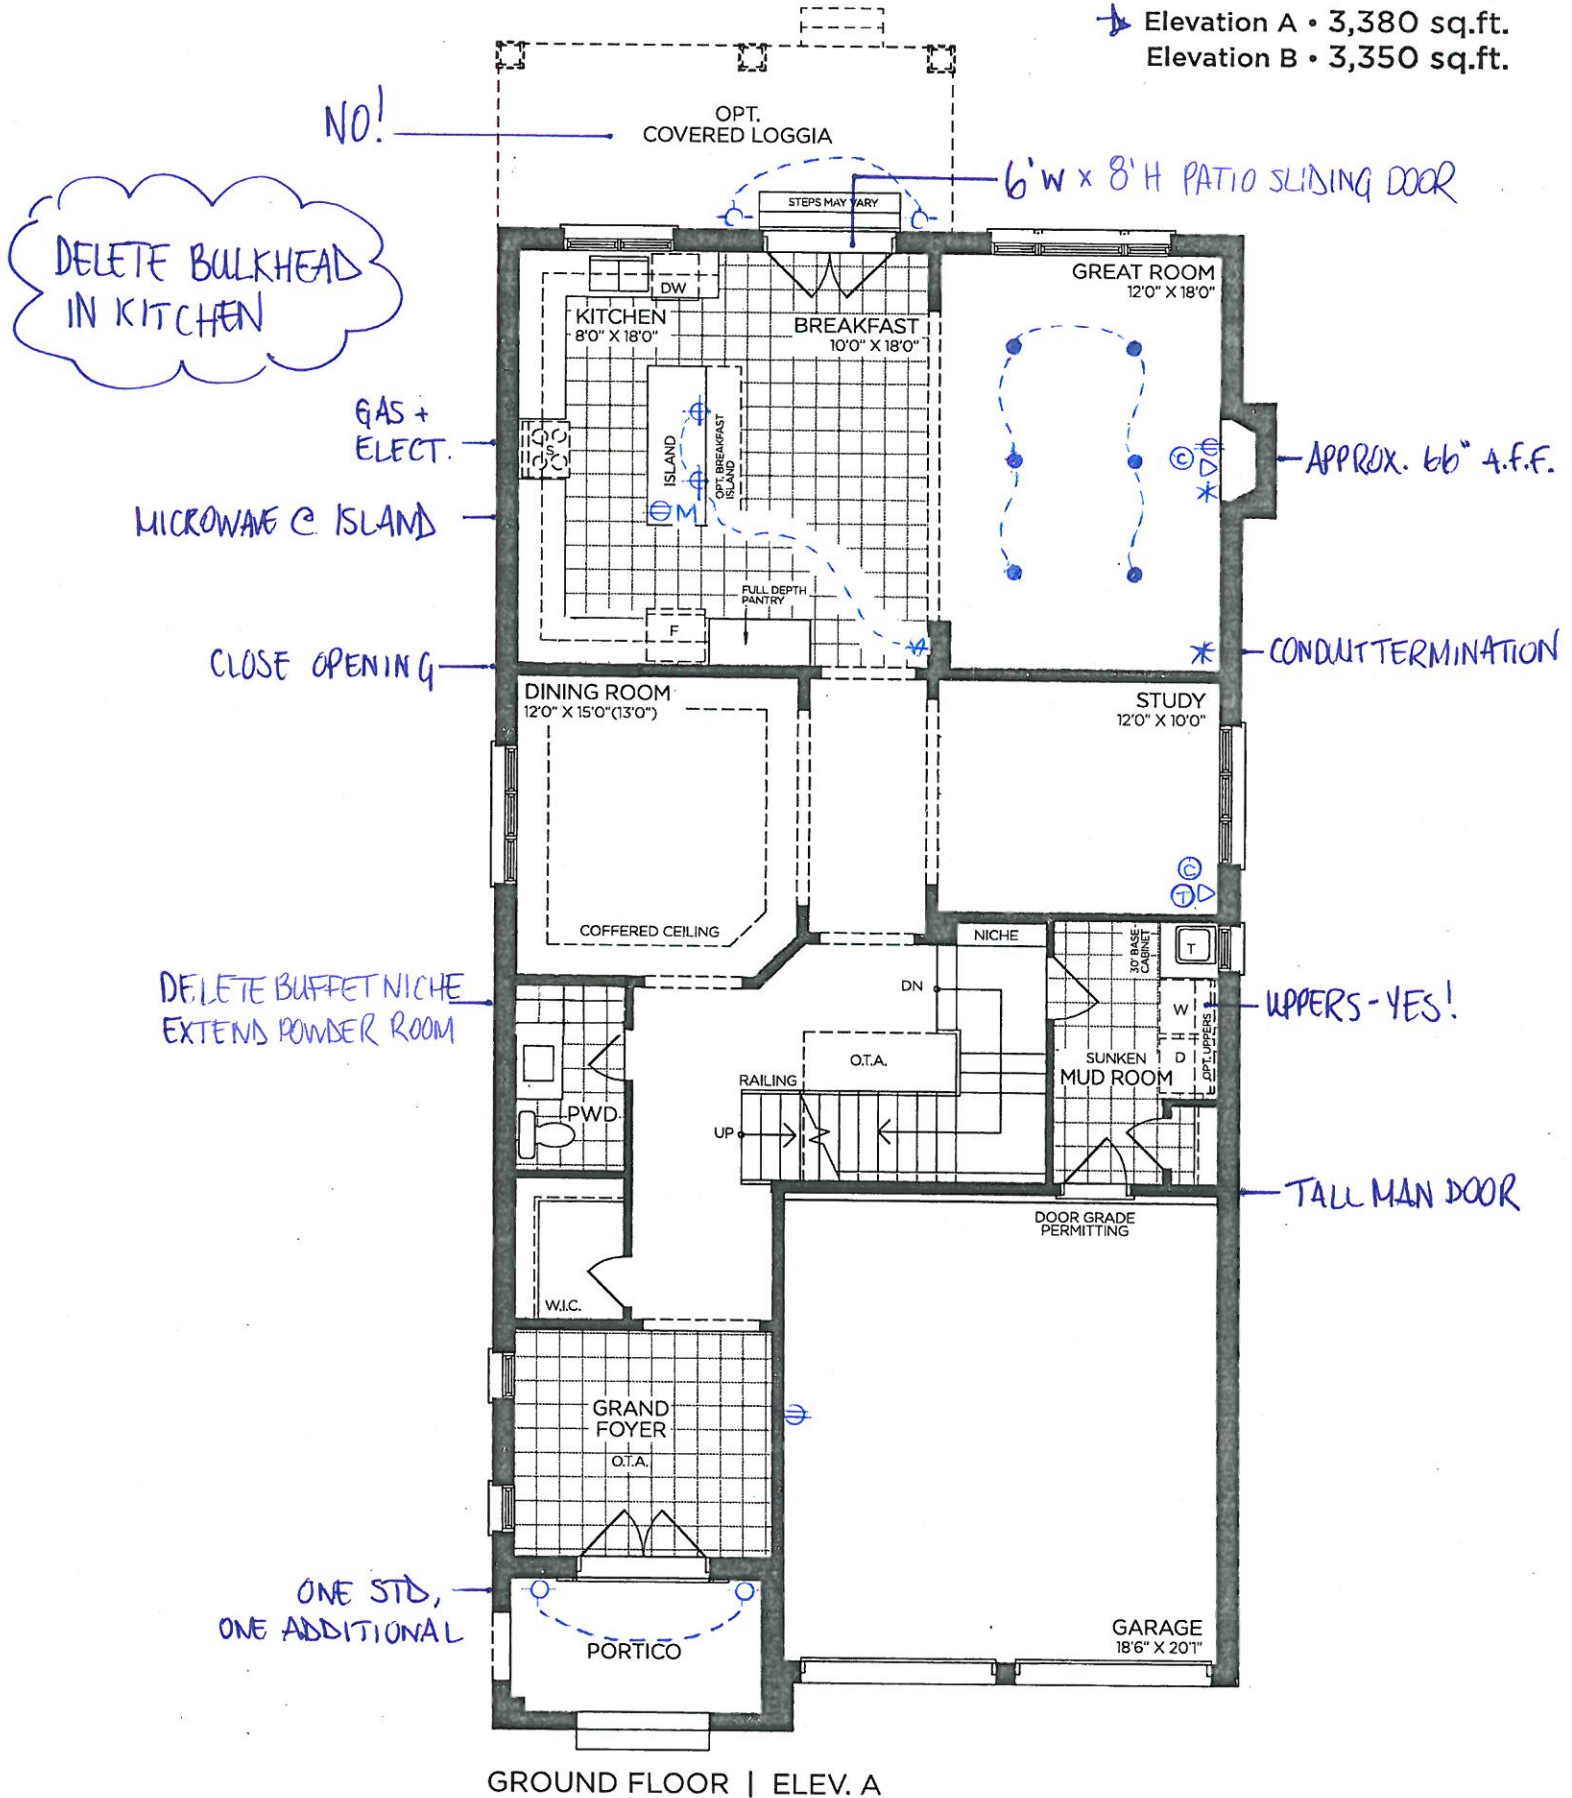 Elevation A • 3,380 sq.ft.
Elevation B • 3,350 sq.ft.
NO!
OPT.
COVERED LOGGIA
6'W x 8'H PATIO SLIDING DOOR
STEPS MAY VARY
DELETE BULKHEAD
IN KITCHEN
DW
KITCHEN
8'0" X 18'0"
BREAKFAST
10'0" X 18'0"
GREAT ROOM
12'0" X 18'0"
GAS +
ELECT.
S
ISLAND
OPT. BREAKFAST
ISLAND
M
C
APPROX. 66" A.F.F.
MICROWAVE @ ISLAND
FULL DEPTH
PANTRY
F
CLOSE OPENING
CONDUIT TERMINATION
DINING ROOM
12'0" X 15'0"(13'0")
STUDY
12'0" X 10'0"
C
T
COFFERED CEILING
NICHE
30" BASE-
CABINET
T
DELETE BUFFET NICHE
EXTEND POWDER ROOM
DN
W
UPPERS - YES!
OPT. UPPERS
D
O.T.A.
SUNKEN
MUD ROOM
RAILING
PWD
UP
TALL MAN DOOR
DOOR GRADE
PERMITTING
W.I.C.
GRAND
FOYER
O.T.A.
ONE STD,
ONE ADDITIONAL
PORTICO
GARAGE
18'6" X 20'1"
GROUND FLOOR | ELEV. A